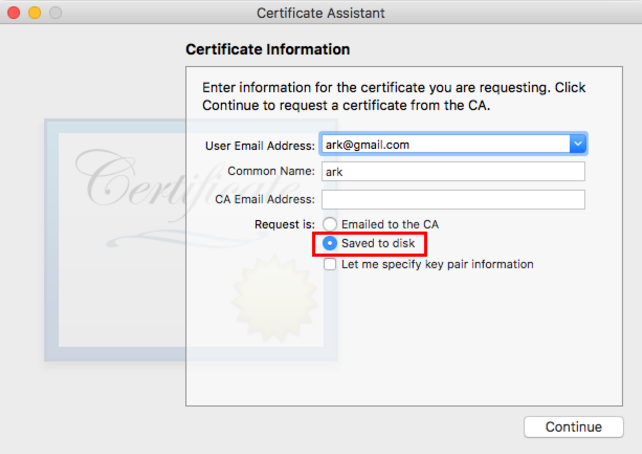 Certificate Assistant
Certificate Information
Enter information for the certificate you are requesting. Click
Continue to request a certificate from the CA.
User Email Address: ark@gmail.com
Common Name: ark
CA Email Address:
Request is: Emailed to the CA
Saved to disk
Let me specify key pair information
Certificate
Continue